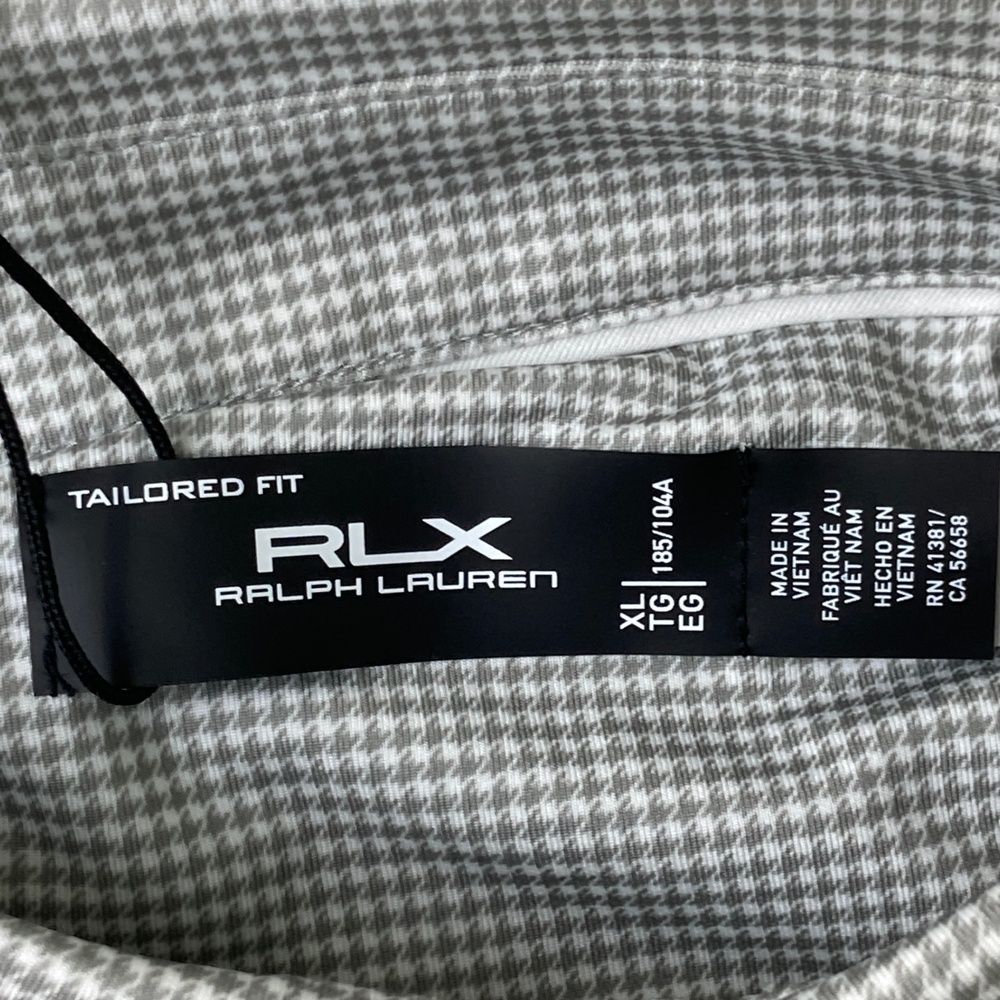 TAILORED FIT
RLX
RALPH LAUREN
XL
TG
EG
185/104A
MADE IN
VIETNAM
FABRIQUÉ AU
VIÊT NAM
HECHO EN
VIETNAM
RN 41381/
CA 56658